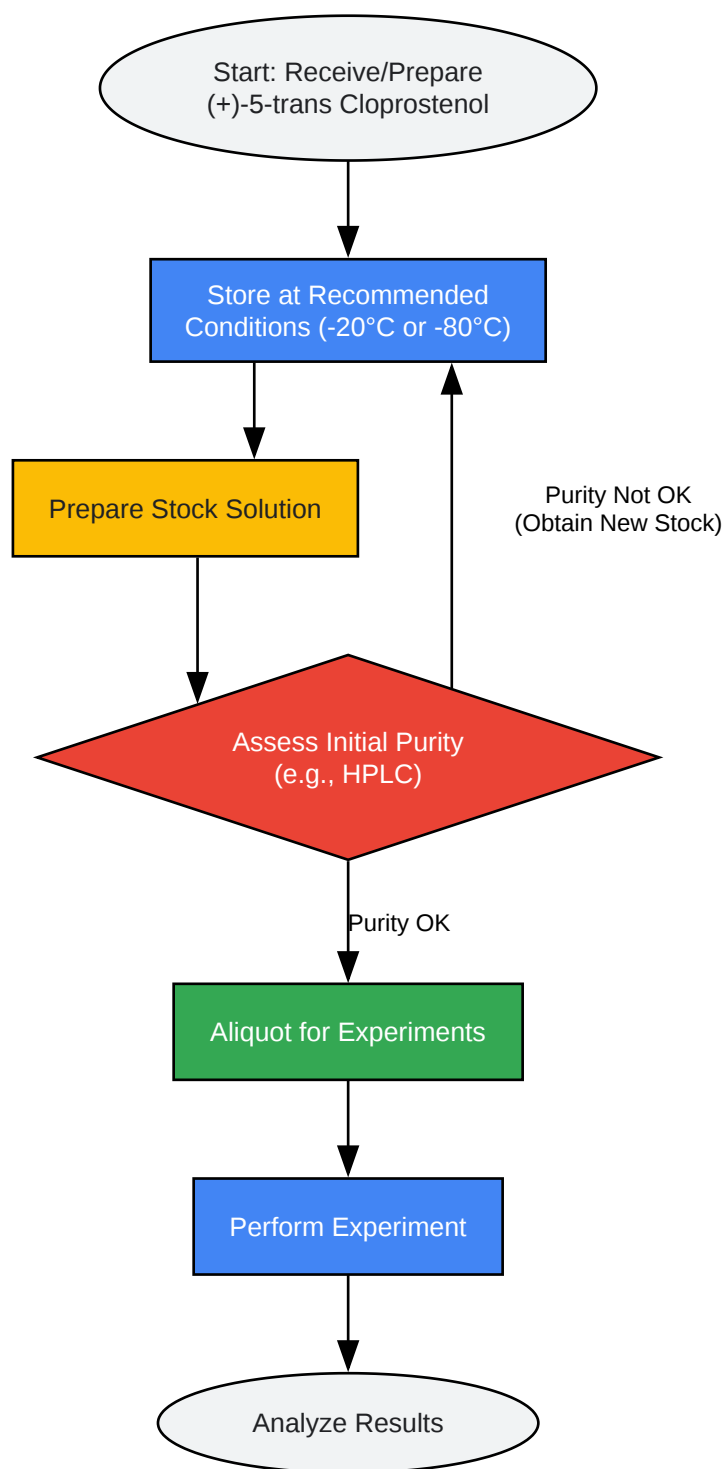 Start: Receive/Prepare
(+)-5-trans Cloprostenol
Store at Recommended
Conditions (-20°C or -80°C)
Prepare Stock Solution
Purity Not OK
(Obtain New Stock)
Assess Initial Purity
(e.g., HPLC)
Purity OK
Aliquot for Experiments
Perform Experiment
Analyze Results